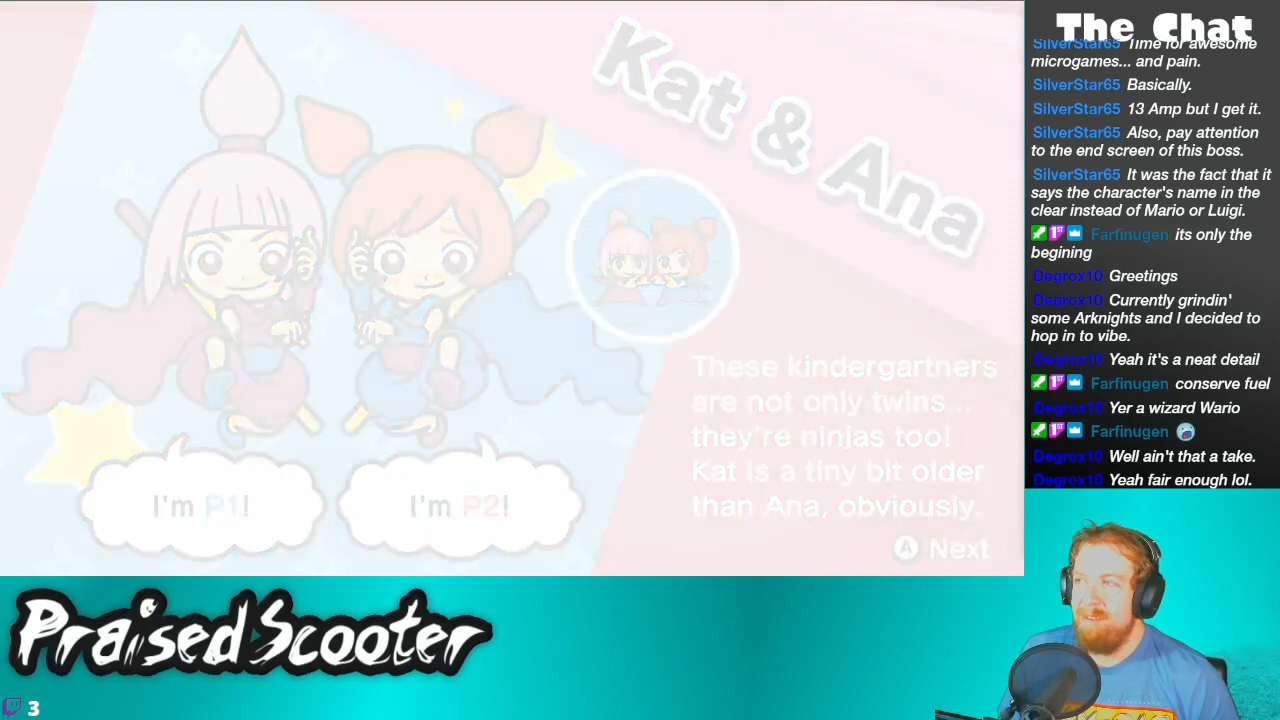 Kat & Ana
These kindergartners
are not only twins...
they're ninjas too!
Kat is a tiny bit older
than Ana, obviously.
I'm P1!
I'm P2!
A Next
The Chat
SilverStar65 Time for awesome
microgames... and pain.
SilverStar65 Basically.
SilverStar65 13 Amp but I get it.
SilverStar65 Also, pay attention
to the end screen of this boss.
SilverStar65 It was the fact that it
says the character's name in the
clear instead of Mario or Luigi.
1ST Farfinugen its only the
begining
Degrox10 Greetings
Degrox10 Currently grindin'
some Arknights and I decided to
hop in to vibe.
Degrox10 Yeah it's a neat detail
1ST Farfinugen conserve fuel
Degrox10 Yer a wizard Wario
1ST Farfinugen
Degrox10 Well ain't that a take.
Degrox10 Yeah fair enough lol.
PraisedScooter
3